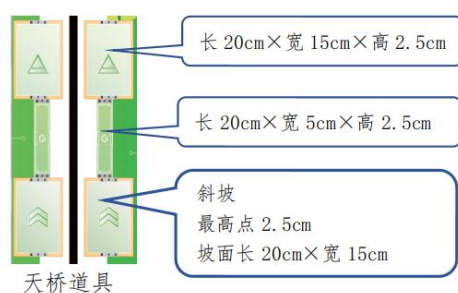 长 20cm×宽 15cm×高 2.5cm
长 20cm×宽 5cm×高 2.5cm
斜坡
最高点 2.5cm
坡面长 20cm×宽 15cm
天桥道具